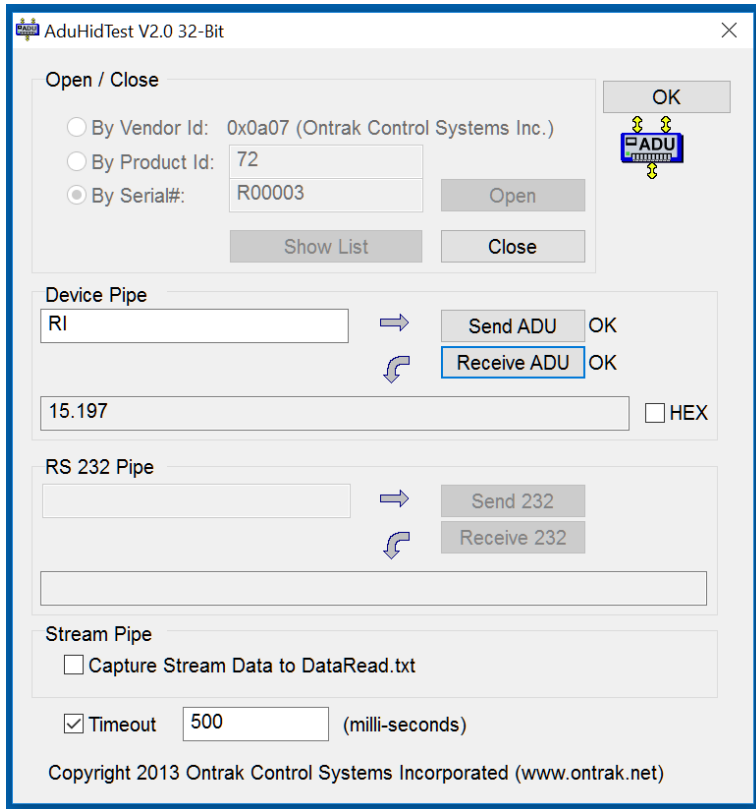 AduHidTest V2.0 32-Bit
Open / Close
OK
By Vendor Id: 0x0a07 (Ontrak Control Systems Inc.)
ADU
By Product Id: 72
By Serial#: R00003 Open
Show List Close
Device Pipe
RI Send ADU OK
Receive ADU OK
15.197 HEX
RS 232 Pipe
Send 232
Receive 232
Stream Pipe
Capture Stream Data to DataRead.txt
Timeout 500 (milli-seconds)
Copyright 2013 Ontrak Control Systems Incorporated (www.ontrak.net)